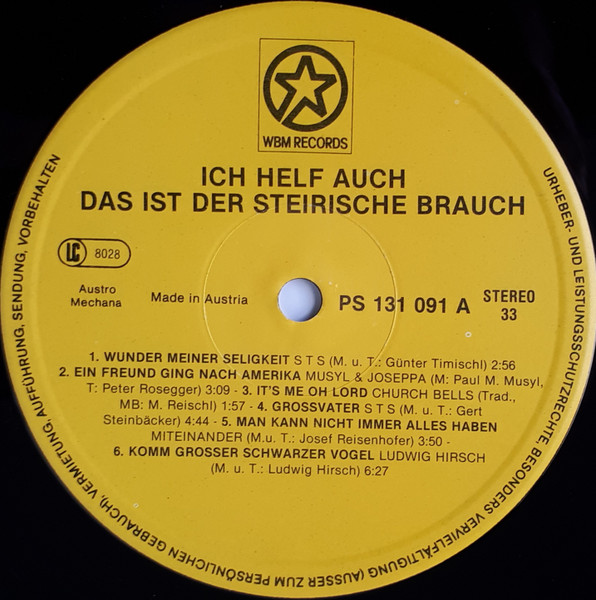 WBM RECORDS
ICH HELF AUCH
DAS IST DER STEIRISCHE BRAUCH
LC 8028
Austro
Mechana
Made in Austria
PS 131 091 A
STEREO
33
1. WUNDER MEINER SELIGKEIT S T S (M. u. T.: Günter Timischl) 2:56
2. EIN FREUND GING NACH AMERIKA MUSYL & JOSEPPA (M: Paul M. Musyl,
T: Peter Rosegger) 3:09 - 3. IT'S ME OH LORD CHURCH BELLS (Trad.,
MB: M. Reischl) 1:57 - 4. GROSSVATER S T S (M. u. T.: Gert
Steinbäcker) 4:44 - 5. MAN KANN NICHT IMMER ALLES HABEN
MITEINANDER (M.u. T.: Josef Reisenhofer) 3:50 -
6. KOMM GROSSER SCHWARZER VOGEL LUDWIG HIRSCH
(M. u. T.: Ludwig Hirsch) 6:27
URHEBER- UND LEISTUNGSSCHUTZRECHTE, BESONDERS VERVIELFÄLTIGUNG (AUSSER ZUM PERSÖNLICHEN GEBRAUCH), VERMIETUNG, AUFFÜHRUNG, SENDUNG, VORBEHALTEN